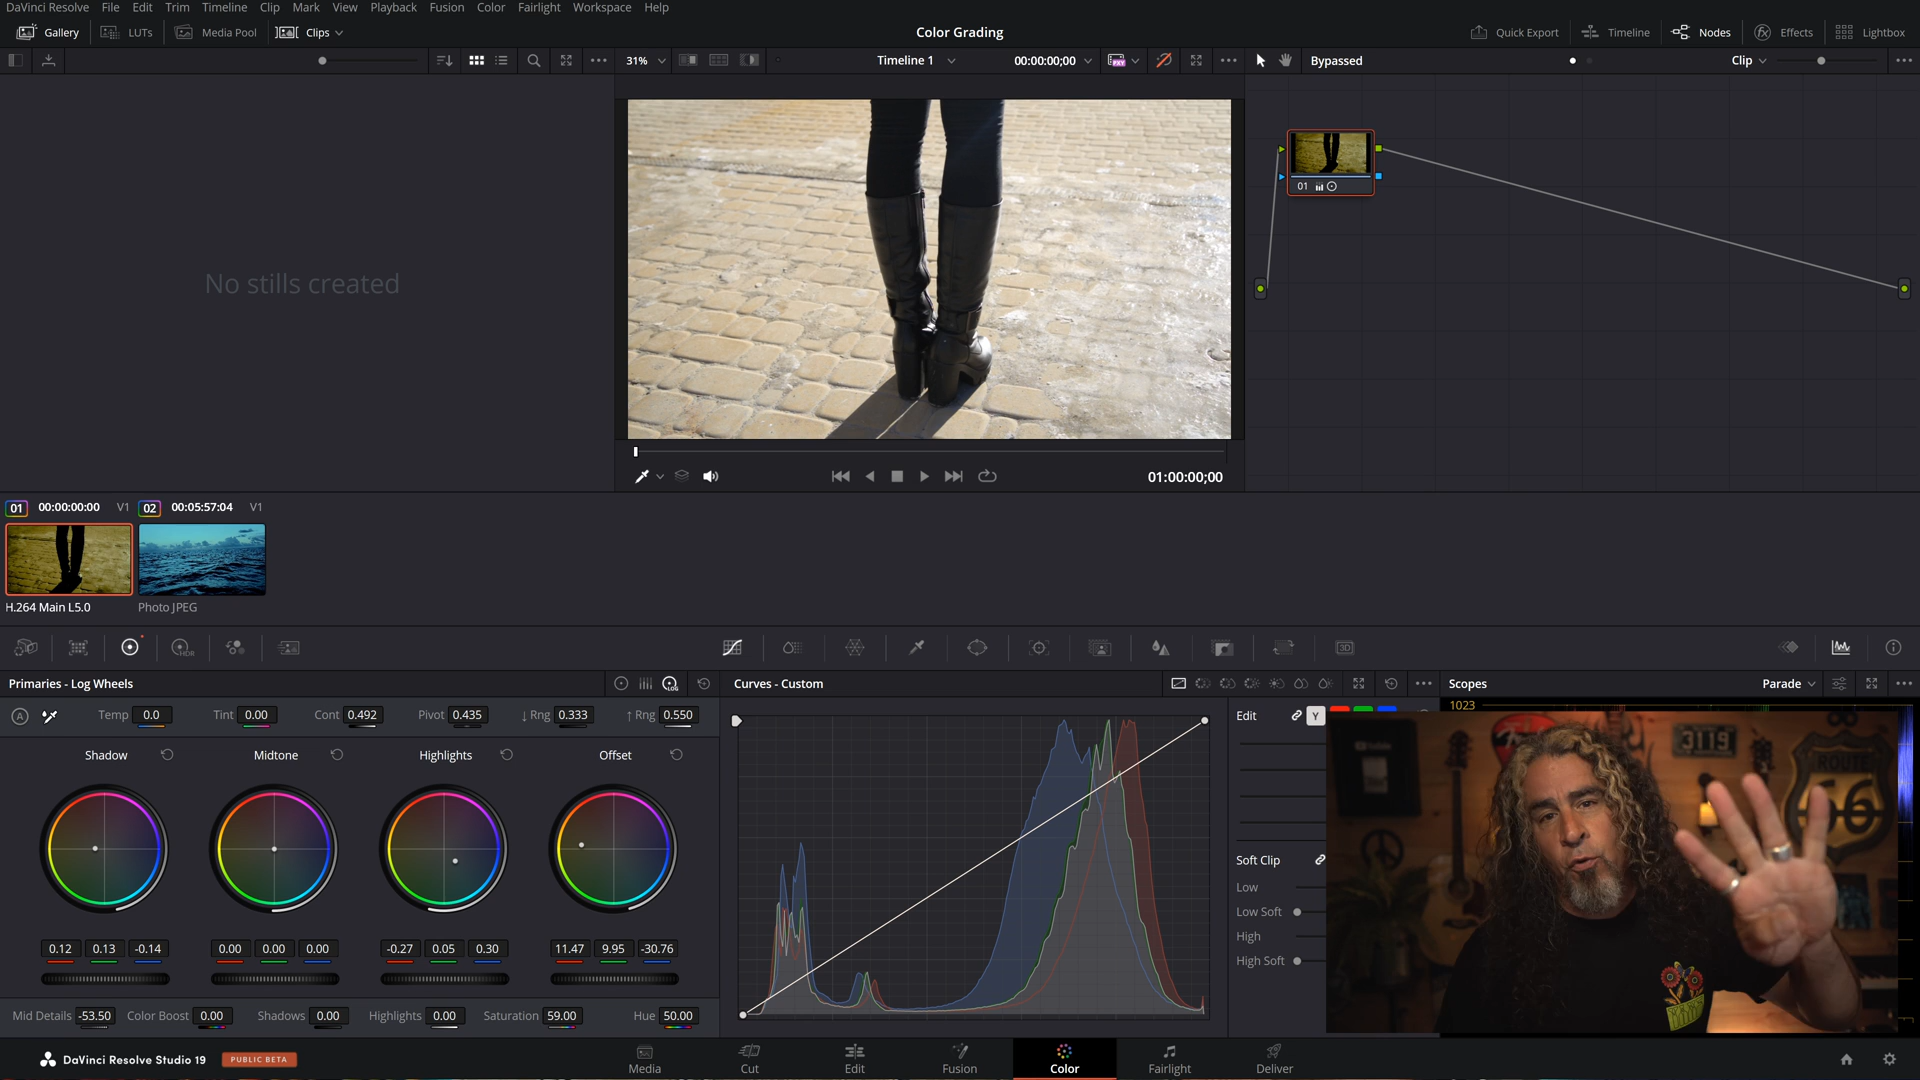 DaVinci Resolve File Edit Trim Timeline Clip Mark View Playback Fusion Color Fairlight Workspace Help
Gallery LUTs Media Pool Clips Color Grading Quick Export Timeline Nodes Effects Lightbox
31% Timeline 1 00:00:00;00 Bypassed Clip
01
No stills created
01:00:00;00
01 00:00:00:00 V1 02 00:05:57:04 V1
H.264 Main L5.0 Photo JPEG
HDR 3D
Primaries - Log Wheels LOG Curves - Custom Scopes Parade
A Temp 0.0 Tint 0.00 Cont 0.492 Pivot 0.435 ↓ Rng 0.333 ↑ Rng 0.550 Edit Y 1023
Shadow Midtone Highlights Offset
3119
ROUTE
66
0.12 0.13 -0.14 0.00 0.00 0.00 -0.27 0.05 0.30 11.47 9.95 -30.76
Soft Clip
Low
Low Soft
High
High Soft
Mid Details -53.50 Color Boost 0.00 Shadows 0.00 Highlights 0.00 Saturation 59.00 Hue 50.00
DaVinci Resolve Studio 19 PUBLIC BETA Media Cut Edit Fusion Color Fairlight Deliver